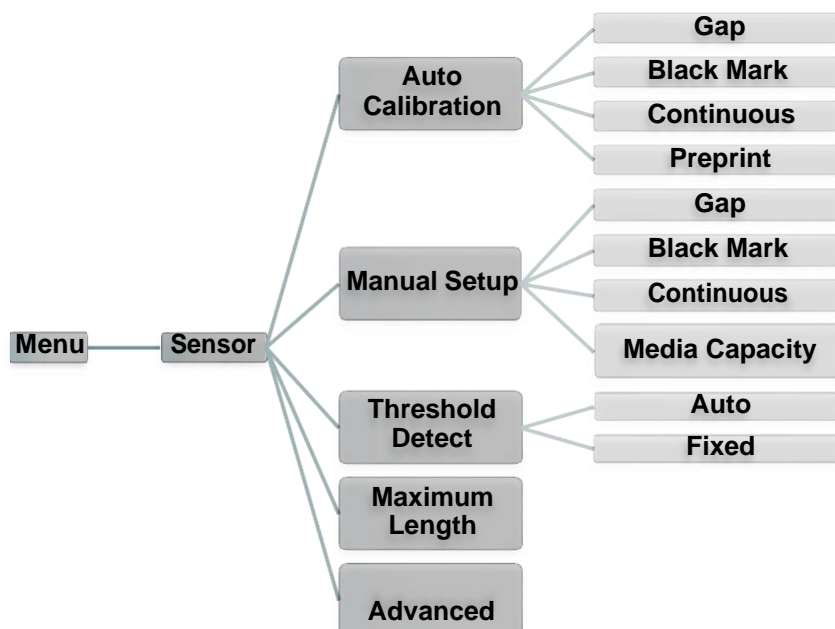 Menu
Sensor
Auto
Calibration
Gap
Black Mark
Continuous
Preprint
Manual Setup
Gap
Black Mark
Continuous
Media Capacity
Threshold
Detect
Auto
Fixed
Maximum
Length
Advanced